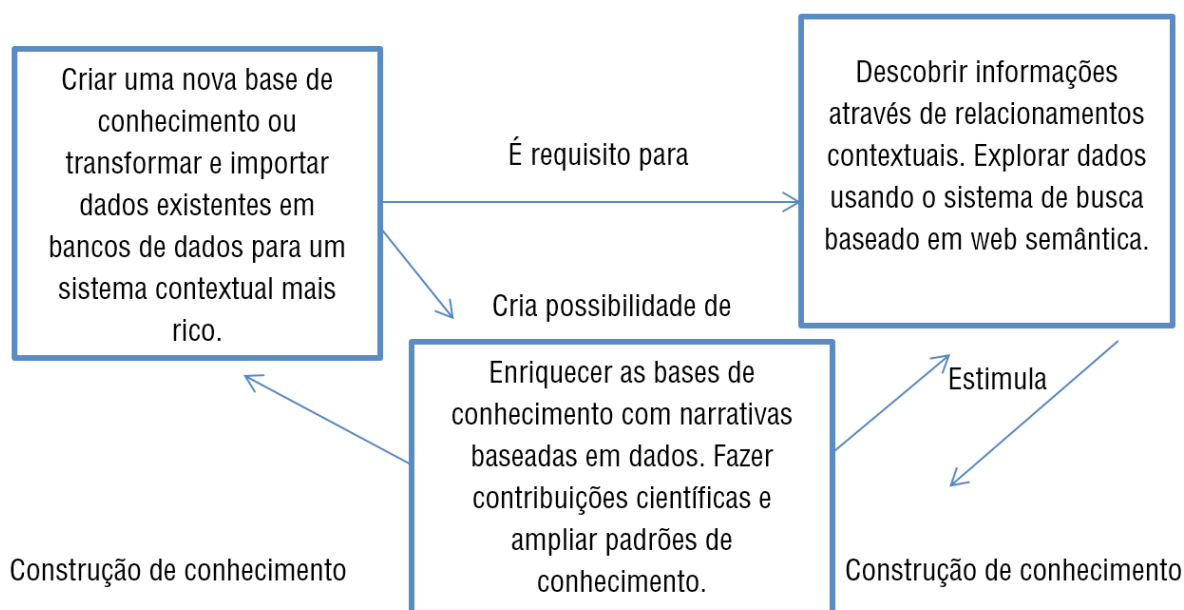 Criar uma nova base de
conhecimento ou
transformar e importar
dados existentes em
bancos de dados para um
sistema contextual mais
rico.
É requisito para
Descobrir informações
através de relacionamentos
contextuais. Explorar dados
usando o sistema de busca
baseado em web semântica.
Cria possibilidade de
Enriquecer as bases de
conhecimento com narrativas
baseadas em dados. Fazer
contribuições científicas e
ampliar padrões de
conhecimento.
Estimula
Construção de conhecimento
Construção de conhecimento